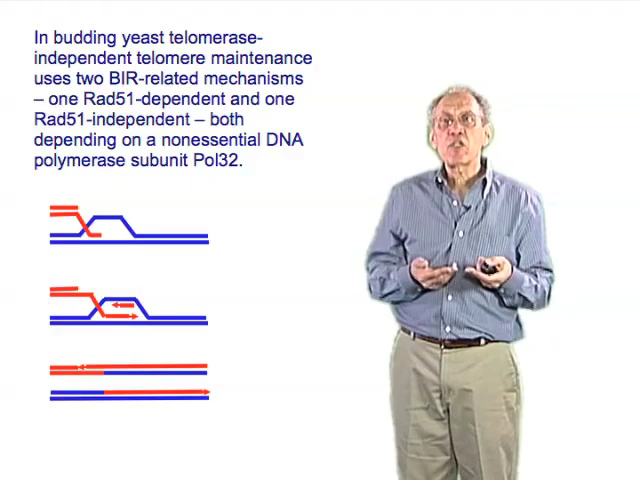 In budding yeast telomerase-
independent telomere maintenance
uses two BIR-related mechanisms
– one Rad51-dependent and one
Rad51-independent – both
depending on a nonessential DNA
polymerase subunit Pol32.